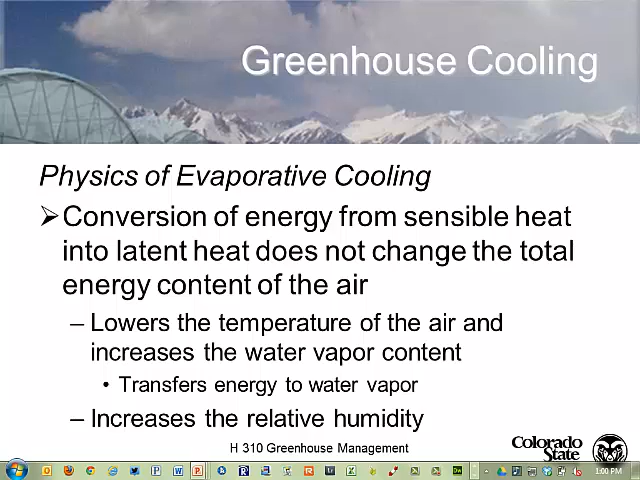 Greenhouse Cooling
Physics of Evaporative Cooling
➢Conversion of energy from sensible heat
into latent heat does not change the total
energy content of the air
– Lowers the temperature of the air and
increases the water vapor content
• Transfers energy to water vapor
– Increases the relative humidity
H 310 Greenhouse Management
Colorado
State
1:00 PM